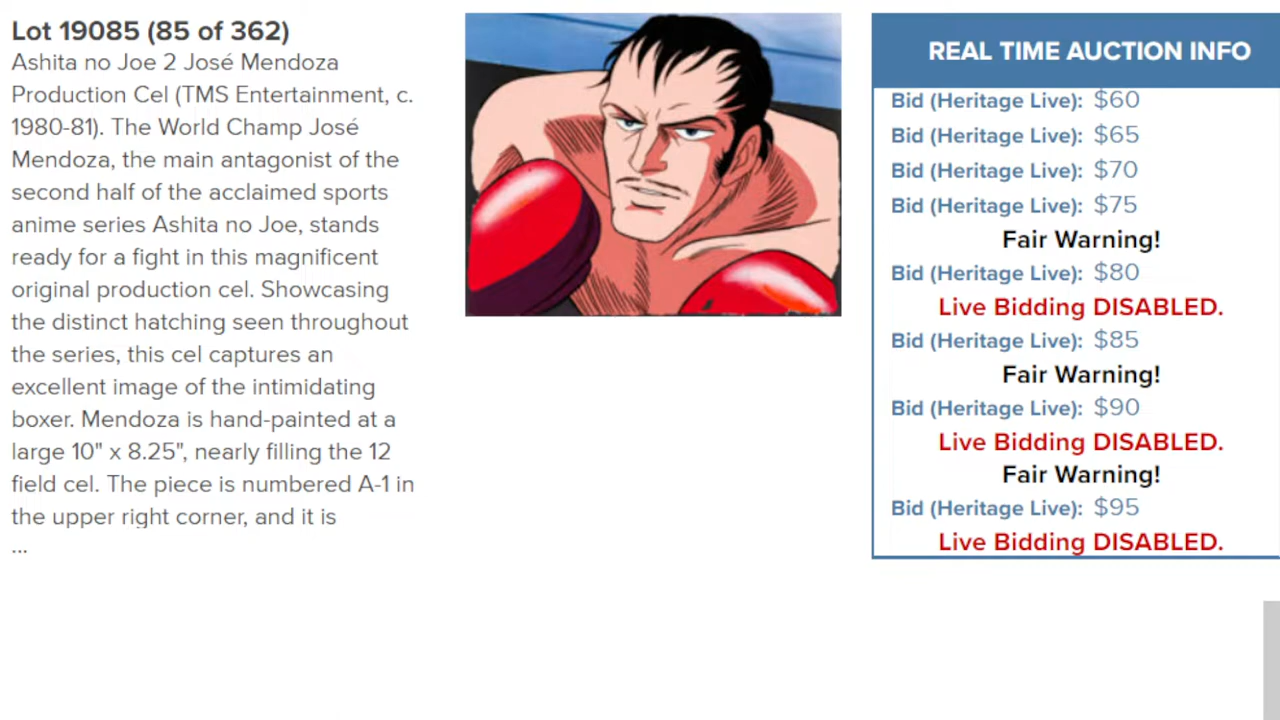 Lot 19085 (85 of 362)
Ashita no Joe 2 José Mendoza
Production Cel (TMS Entertainment, c.
1980-81). The World Champ José
Mendoza, the main antagonist of the
second half of the acclaimed sports
anime series Ashita no Joe, stands
ready for a fight in this magnificent
original production cel. Showcasing
the distinct hatching seen throughout
the series, this cel captures an
excellent image of the intimidating
boxer. Mendoza is hand-painted at a
large 10" x 8.25", nearly filling the 12
field cel. The piece is numbered A-1 in
the upper right corner, and it is
...
REAL TIME AUCTION INFO
Bid (Heritage Live): $60
Bid (Heritage Live): $65
Bid (Heritage Live): $70
Bid (Heritage Live): $75
Fair Warning!
Bid (Heritage Live): $80
Live Bidding DISABLED.
Bid (Heritage Live): $85
Fair Warning!
Bid (Heritage Live): $90
Live Bidding DISABLED.
Fair Warning!
Bid (Heritage Live): $95
Live Bidding DISABLED.